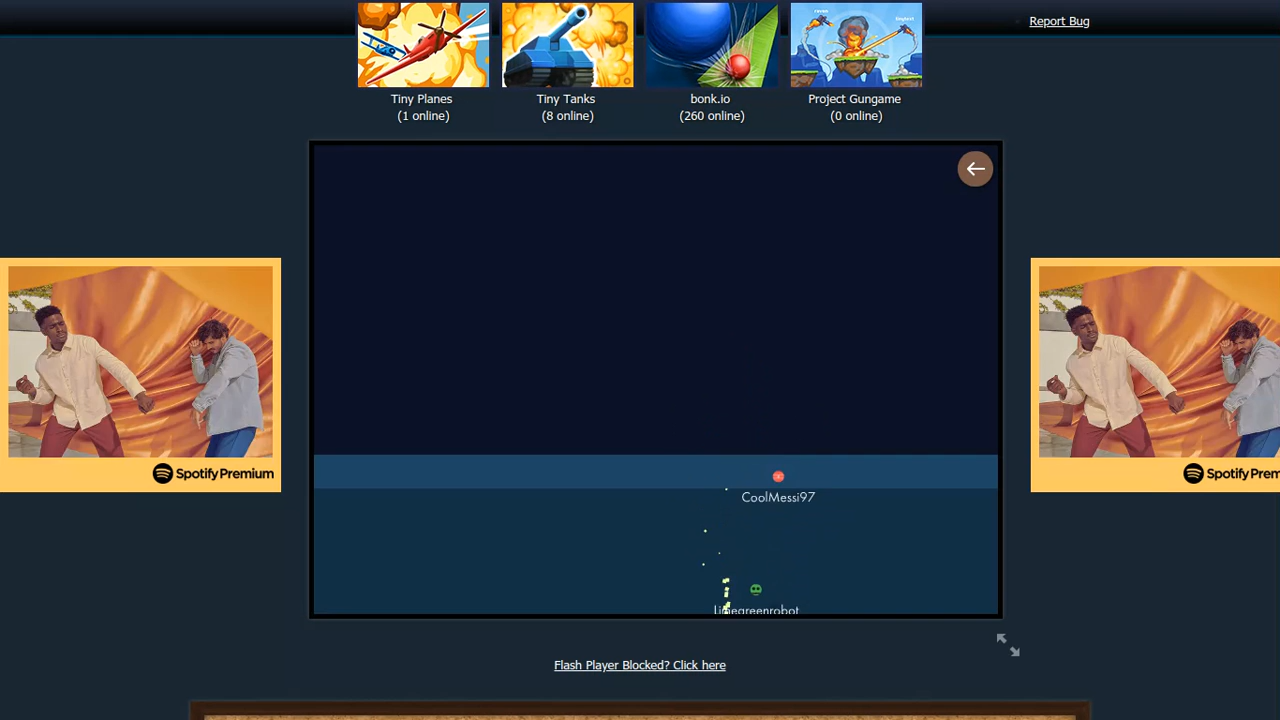 Report Bug
Tiny Planes
(1 online)
Tiny Tanks
(8 online)
bonk.io
(260 online)
Project Gungame
(0 online)
CoolMessi97
Limegreenrobot
Spotify Premium
Spotify Prem
Flash Player Blocked? Click here